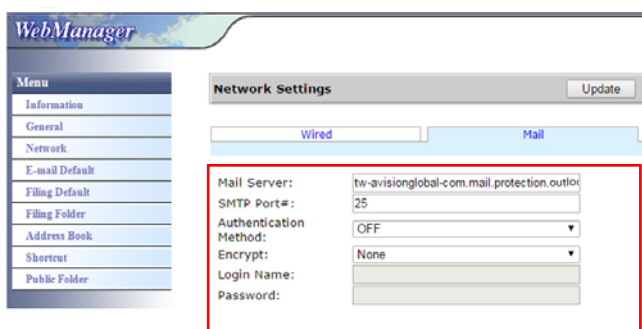 WebManager
Menu
Information
General
Network
E-mail Default
Filing Default
Filing Folder
Address Book
Shortcut
Public Folder
Network Settings
Update
Wired
Mail
Mail Server: tw-avisionglobal-com.mail.protection.outloo
SMTP Port#: 25
Authentication
Method: OFF
Encrypt: None
Login Name:
Password: